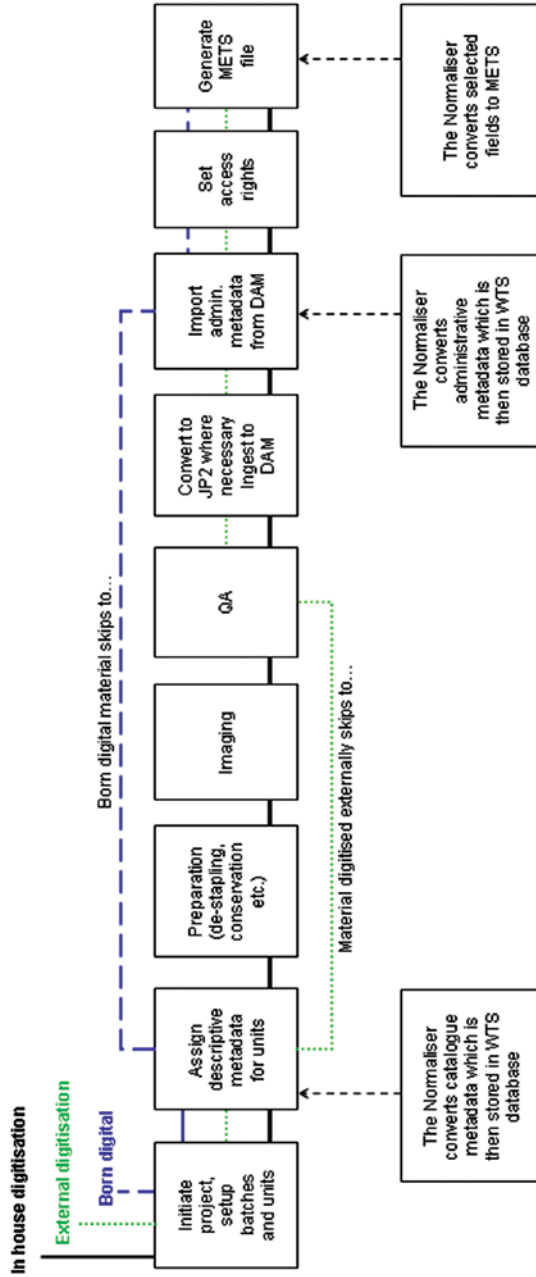 In house digitisation
External digitisation
Born digital
Born digital material skips to...
Initiate
project,
setup
batches
and units
Assign
descriptive
metadata
for units
Preparation
(de-stapling,
conservation
etc.)
Imaging
QA
Convert to
JP2 where
necessary
Ingest to
DAM
Import
admin.
metadata
from DAM
Set
access
rights
Generate
METS
file
Material digitised externally skips to...
The Normaliser
converts catalogue
metadata which is
then stored in WTS
database
The Normaliser
converts
administrative
metadata which is
then stored in WTS
database
The Normaliser
converts selected
fields to METS